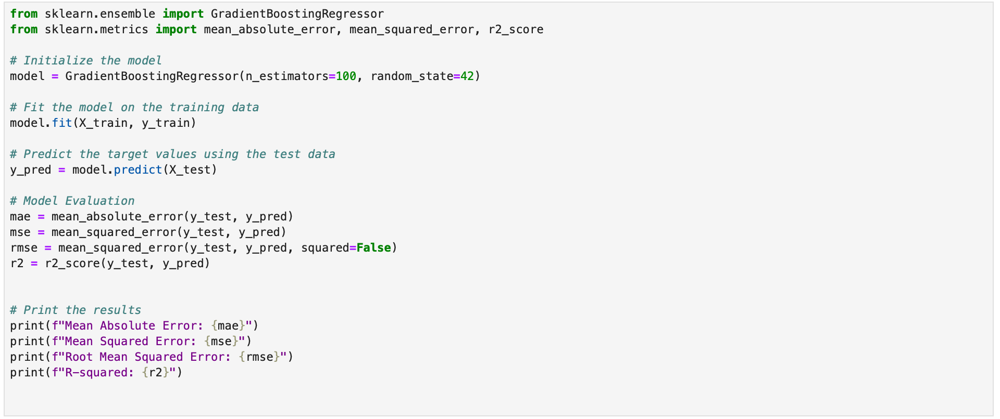 from sklearn.ensemble import GradientBoostingRegressor
from sklearn.metrics import mean_absolute_error, mean_squared_error, r2_score
# Initialize the model
model = GradientBoostingRegressor(n_estimators=100, random_state=42)
# Fit the model on the training data
model.fit(X_train, y_train)
# Predict the target values using the test data
y_pred = model.predict(X_test)
# Model Evaluation
mae = mean_absolute_error(y_test, y_pred)
mse = mean_squared_error(y_test, y_pred)
rmse = mean_squared_error(y_test, y_pred, squared=False)
r2 = r2_score(y_test, y_pred)
# Print the results
print(f"Mean Absolute Error: {mae}")
print(f"Mean Squared Error: {mse}")
print(f"Root Mean Squared Error: {rmse}")
print(f"R-squared: {r2}")